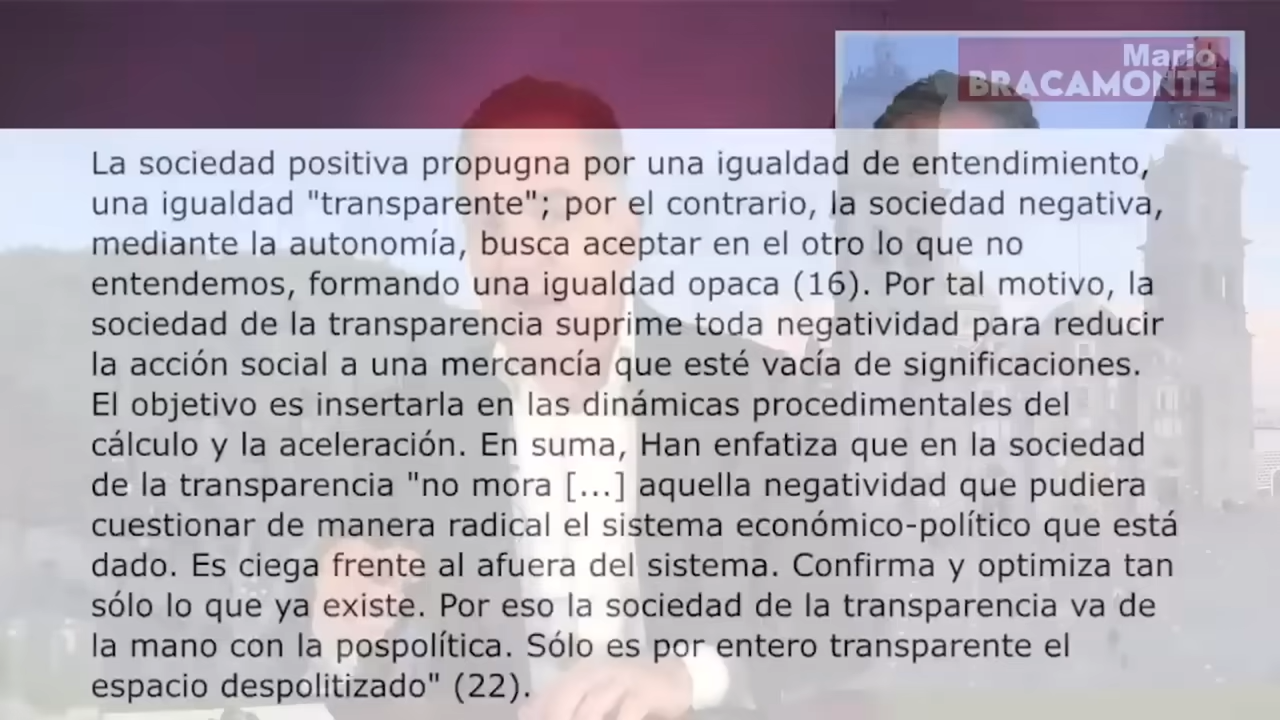 Mario
BRACAMONTE
La sociedad positiva propugna por una igualdad de entendimiento,
una igualdad "transparente"; por el contrario, la sociedad negativa,
mediante la autonomía, busca aceptar en el otro lo que no
entendemos, formando una igualdad opaca (16). Por tal motivo, la
sociedad de la transparencia suprime toda negatividad para reducir
la acción social a una mercancía que esté vacía de significaciones.
El objetivo es insertarla en las dinámicas procedimentales del
cálculo y la aceleración. En suma, Han enfatiza que en la sociedad
de la transparencia "no mora [...] aquella negatividad que pudiera
cuestionar de manera radical el sistema económico-político que está
dado. Es ciega frente al afuera del sistema. Confirma y optimiza tan
sólo lo que ya existe. Por eso la sociedad de la transparencia va de
la mano con la pospolítica. Sólo es por entero transparente el
espacio despolitizado" (22).